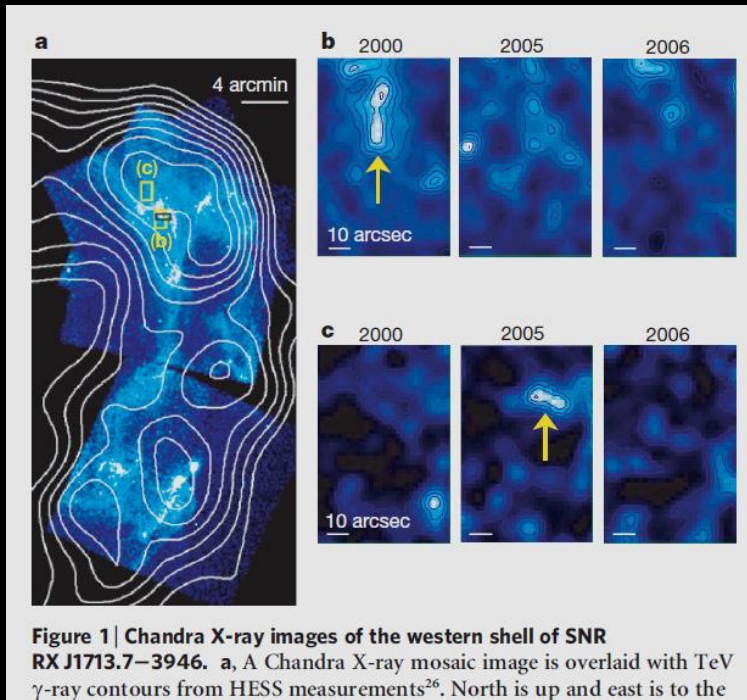 a
4 arcmin
(c)
(b)
b
2000
2005
2006
10 arcsec
c
2000
2005
2006
10 arcsec
Figure 1 | Chandra X-ray images of the western shell of SNR
RX J1713.7−3946. a, A Chandra X-ray mosaic image is overlaid with TeV
γ-ray contours from HESS measurements²⁶. North is up and east is to the